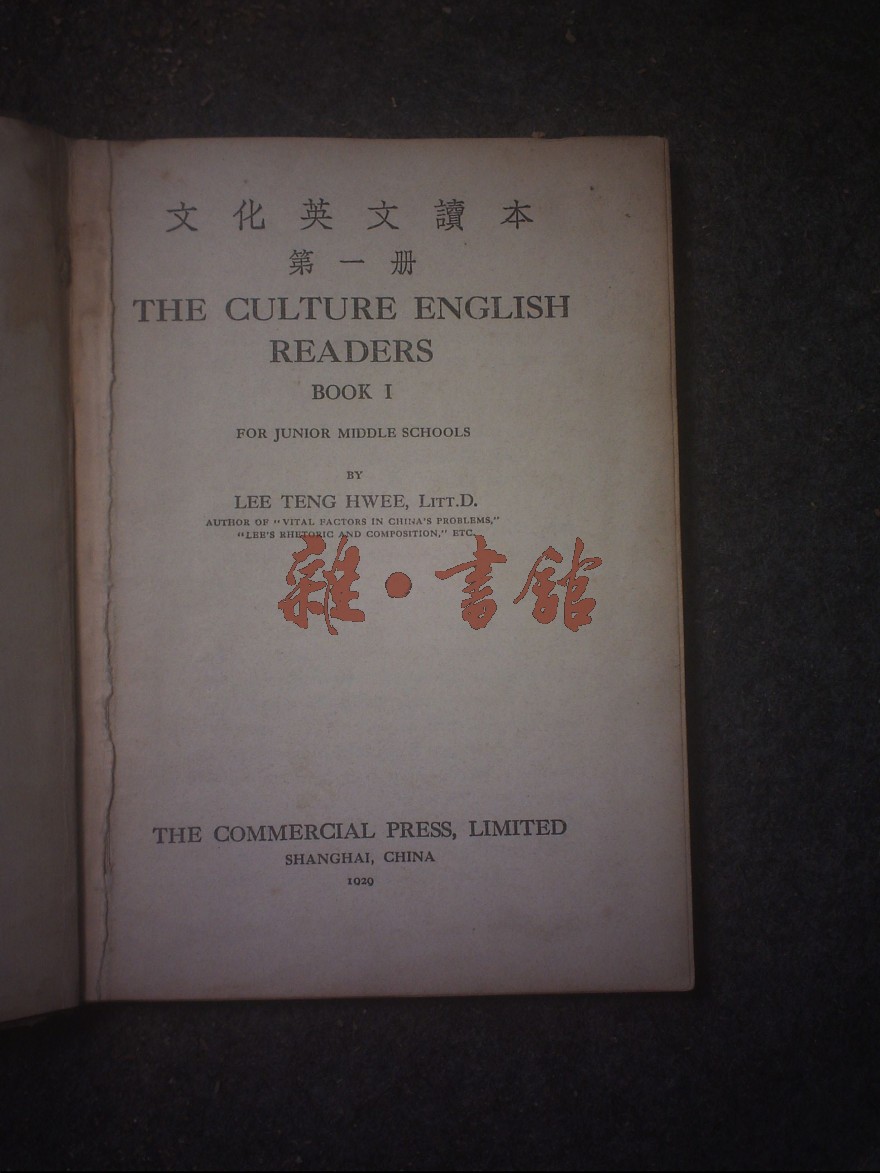 文化英文讀本
第一册
THE CULTURE ENGLISH
READERS
BOOK I
FOR JUNIOR MIDDLE SCHOOLS
BY
LEE TENG HWEE, LITT.D.
AUTHOR OF "VITAL FACTORS IN CHINA'S PROBLEMS,"
"LEE'S RHETORIC AND COMPOSITION," ETC.
雜·書館
THE COMMERCIAL PRESS, LIMITED
SHANGHAI, CHINA
1929